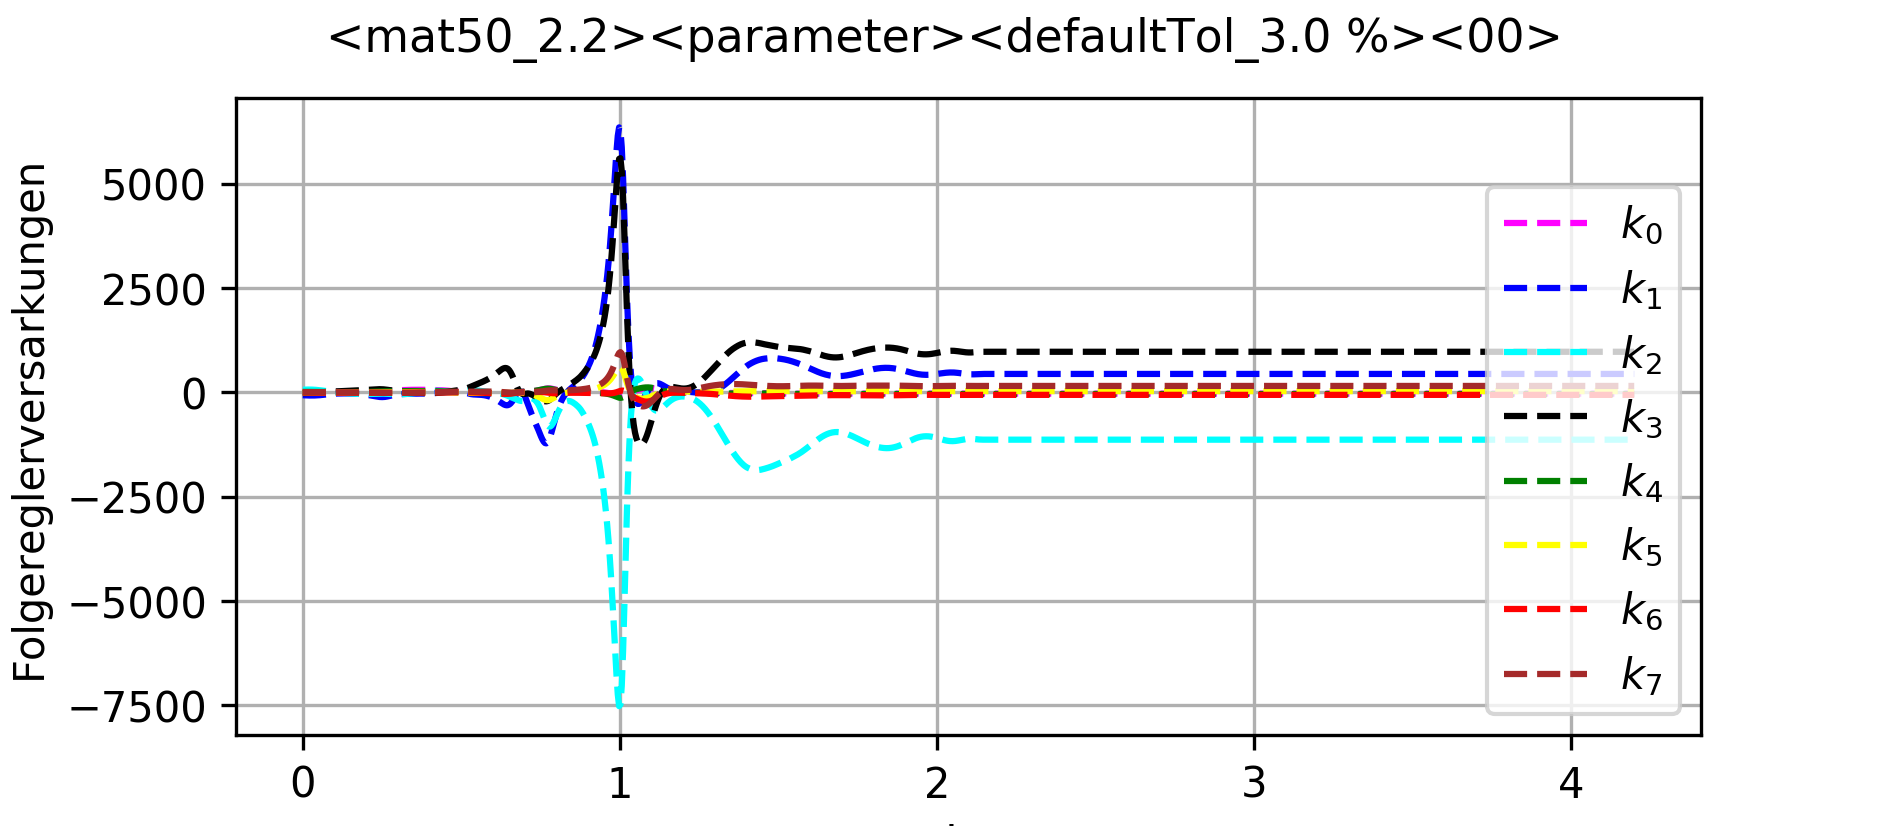 <mat50_2.2><parameter><defaultTol_3.0 %><00>
Folgereglerversarkungen
5000
2500
0
−2500
−5000
−7500
0 1 2 3 4
k0
k1
k2
k3
k4
k5
k6
k7